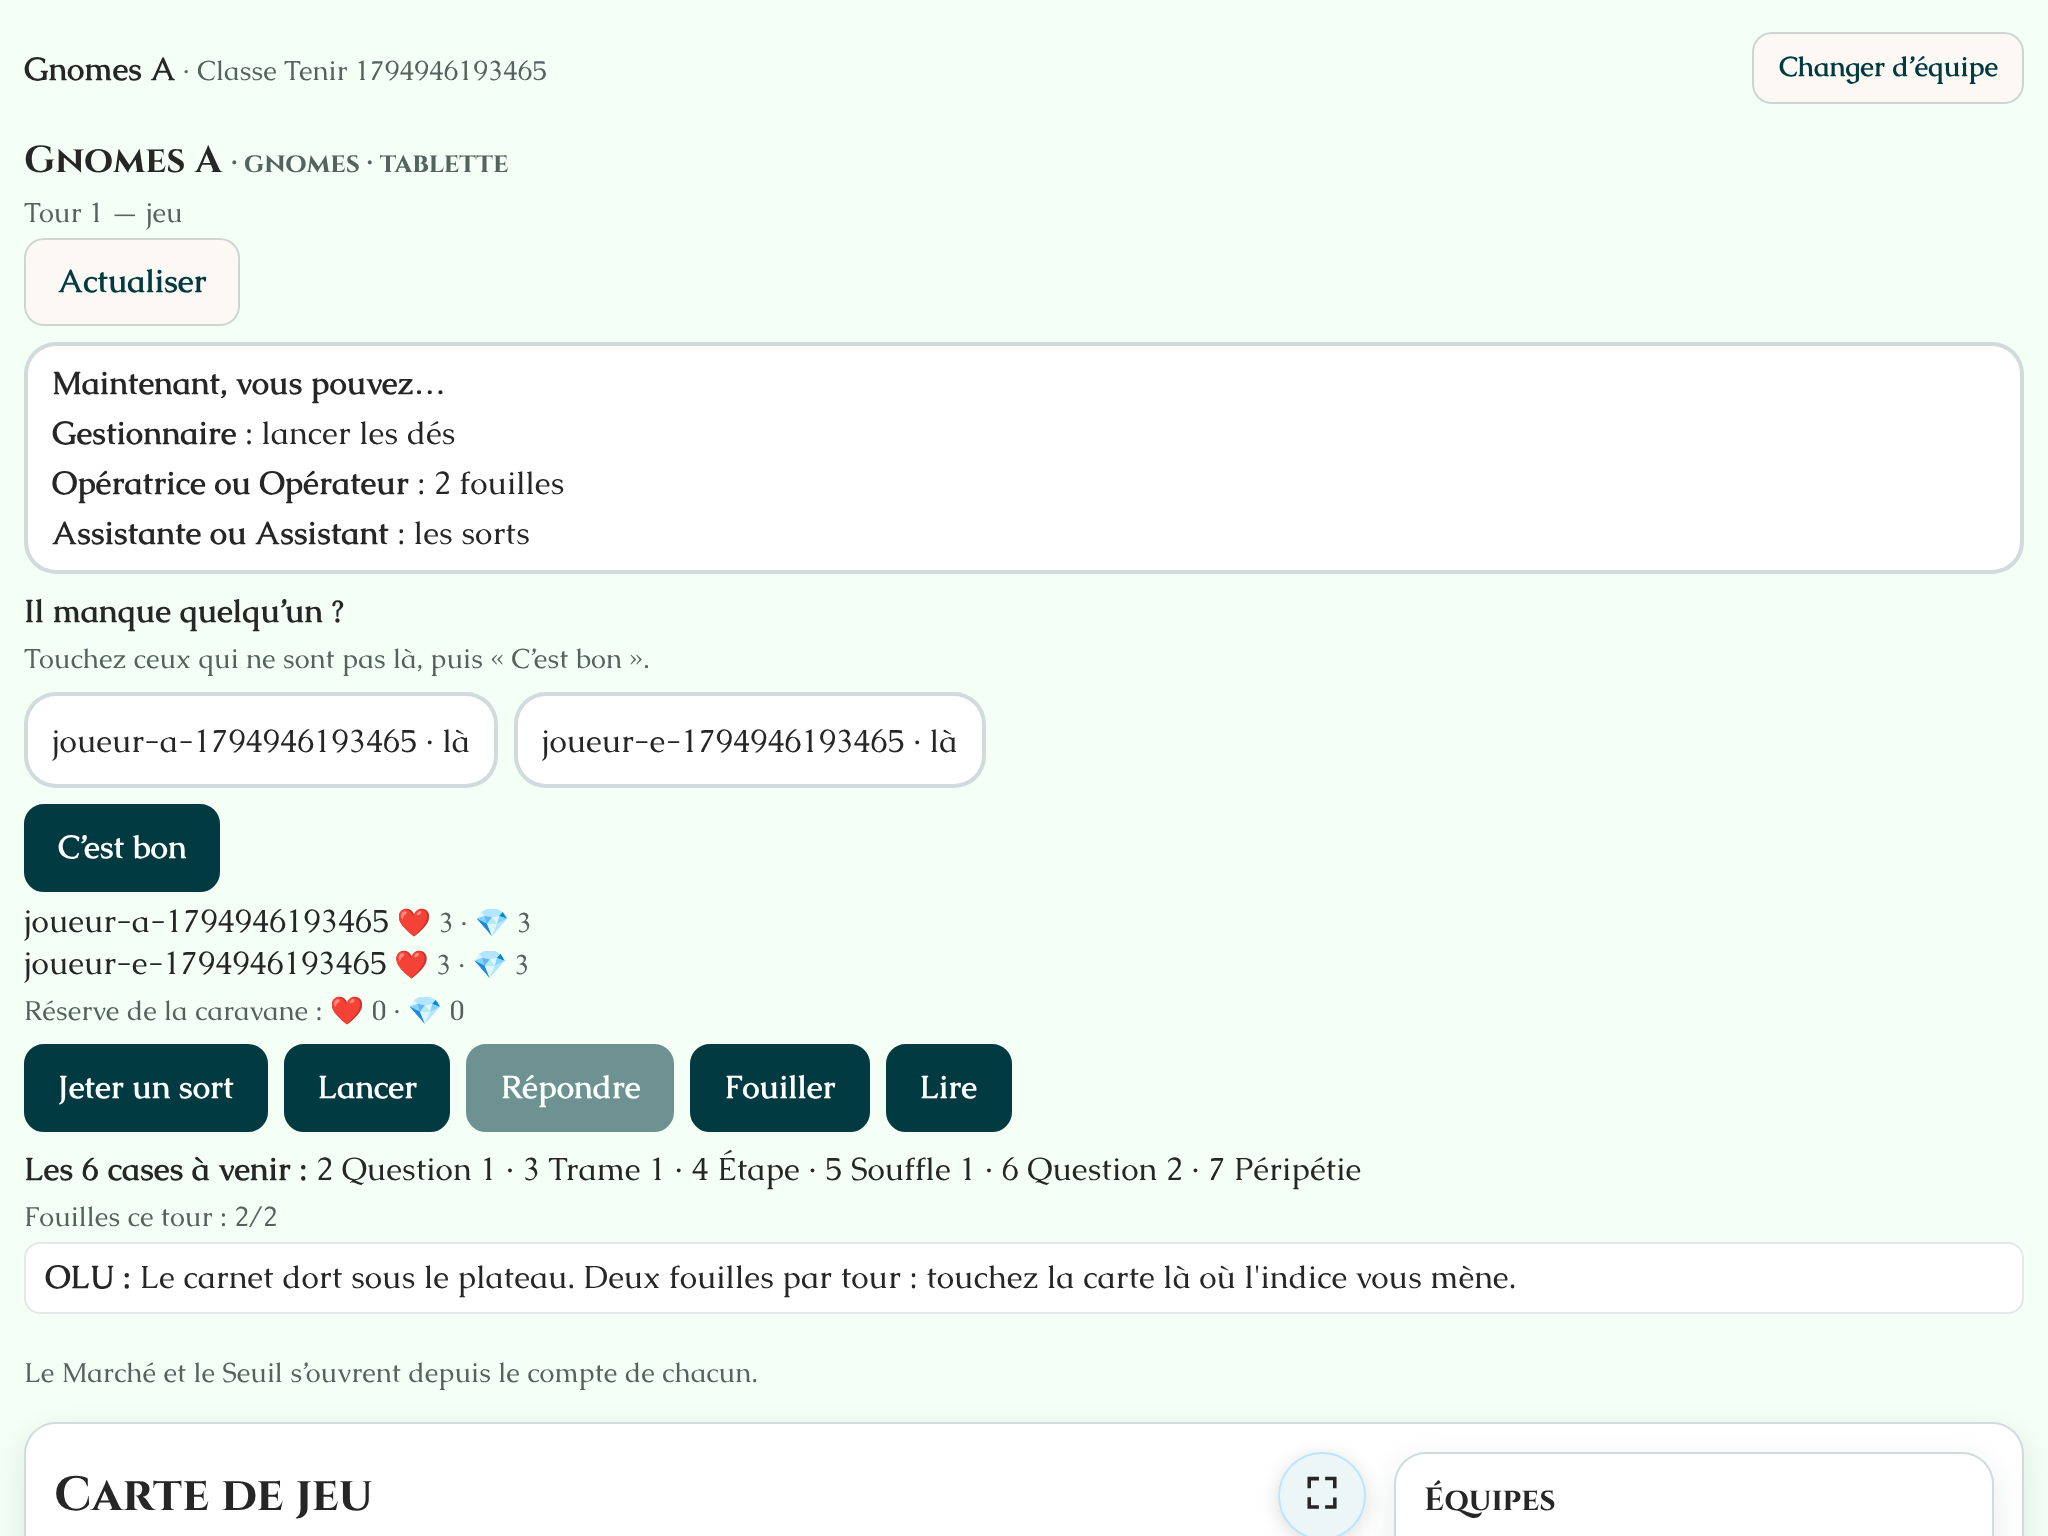 Gnomes A · Classe Tenir 1794946193465
Changer d’équipe
Gnomes A · gnomes · tablette
Tour 1 — jeu
Actualiser
Maintenant, vous pouvez…
Gestionnaire : lancer les dés
Opératrice ou Opérateur : 2 fouilles
Assistante ou Assistant : les sorts
Il manque quelqu’un ?
Touchez ceux qui ne sont pas là, puis « C’est bon ».
joueur-a-1794946193465 · là
joueur-e-1794946193465 · là
C’est bon
joueur-a-1794946193465 ❤️ 3 · 💎 3
joueur-e-1794946193465 ❤️ 3 · 💎 3
Réserve de la caravane : ❤️ 0 · 💎 0
Jeter un sort
Lancer
Répondre
Fouiller
Lire
Les 6 cases à venir : 2 Question 1 · 3 Trame 1 · 4 Étape · 5 Souffle 1 · 6 Question 2 · 7 Péripétie
Fouilles ce tour : 2/2
OLU : Le carnet dort sous le plateau. Deux fouilles par tour : touchez la carte là où l'indice vous mène.
Le Marché et le Seuil s’ouvrent depuis le compte de chacun.
Carte de jeu
Équipes